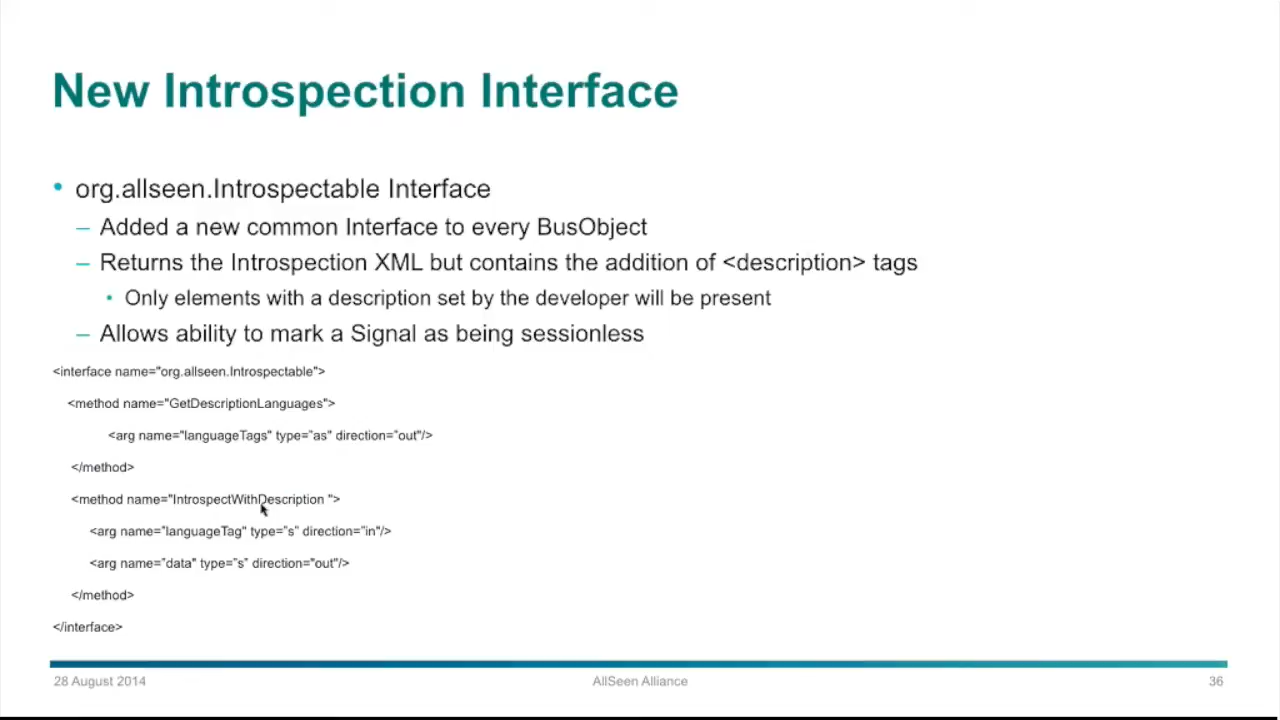 New Introspection Interface
• org.allseen.Introspectable Interface
– Added a new common Interface to every BusObject
– Returns the Introspection XML but contains the addition of <description> tags
• Only elements with a description set by the developer will be present
– Allows ability to mark a Signal as being sessionless
<interface name="org.allseen.Introspectable">
<method name="GetDescriptionLanguages">
<arg name="languageTags" type="as" direction="out"/>
</method>
<method name="IntrospectWithDescription ">
<arg name="languageTag" type="s" direction="in"/>
<arg name="data" type="s" direction="out"/>
</method>
</interface>
28 August 2014 AllSeen Alliance 36